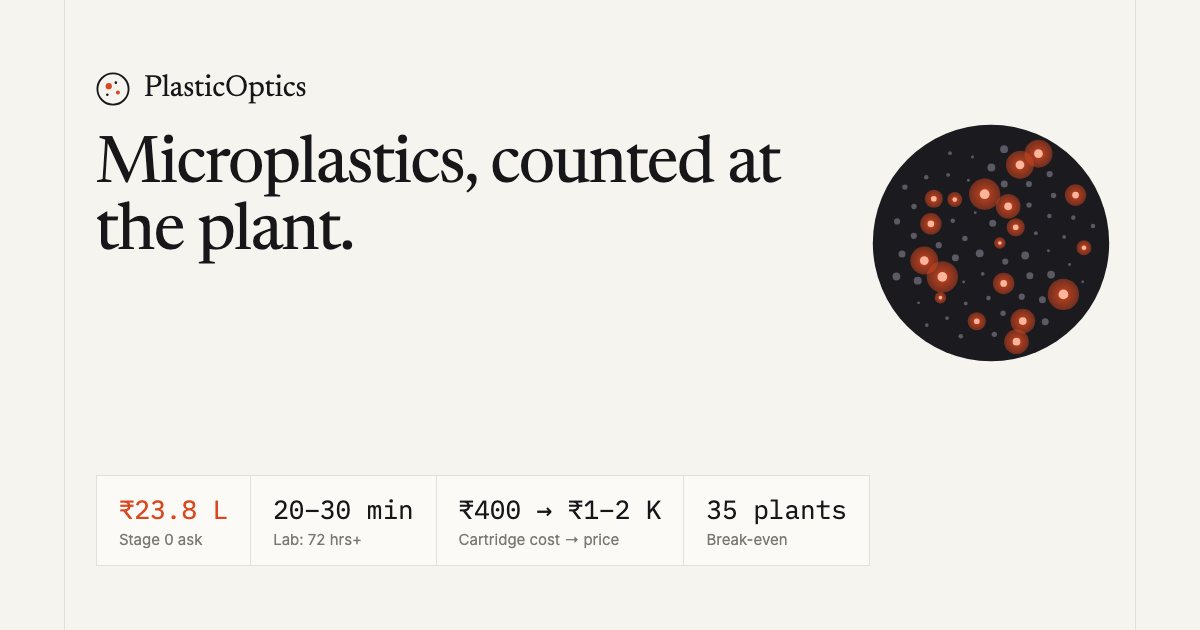 PlasticOptics
Microplastics, counted at
the plant.
₹23.8 L
Stage 0 ask
20–30 min
Lab: 72 hrs+
₹400 → ₹1–2 K
Cartridge cost → price
35 plants
Break-even